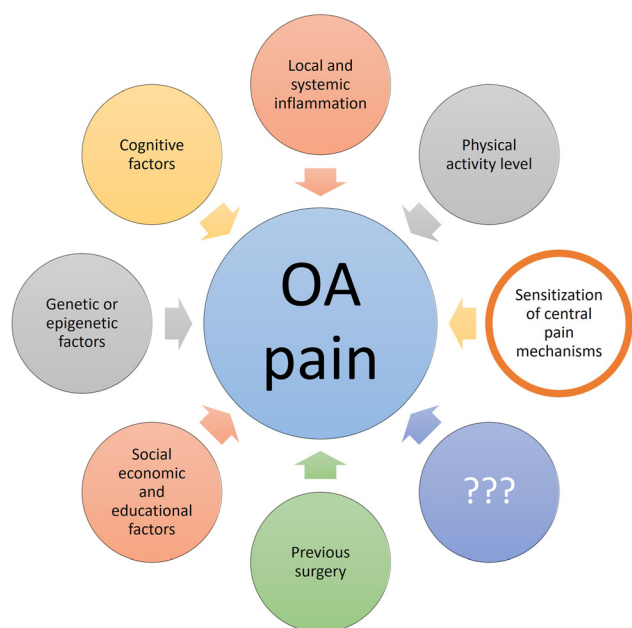 Local and
systemic
inflammation
Physical
activity level
Sensitization
of central
pain
mechanisms
???
Previous
surgery
Social
economic
and
educational
factors
Genetic or
epigenetic
factors
Cognitive
factors
OA
pain